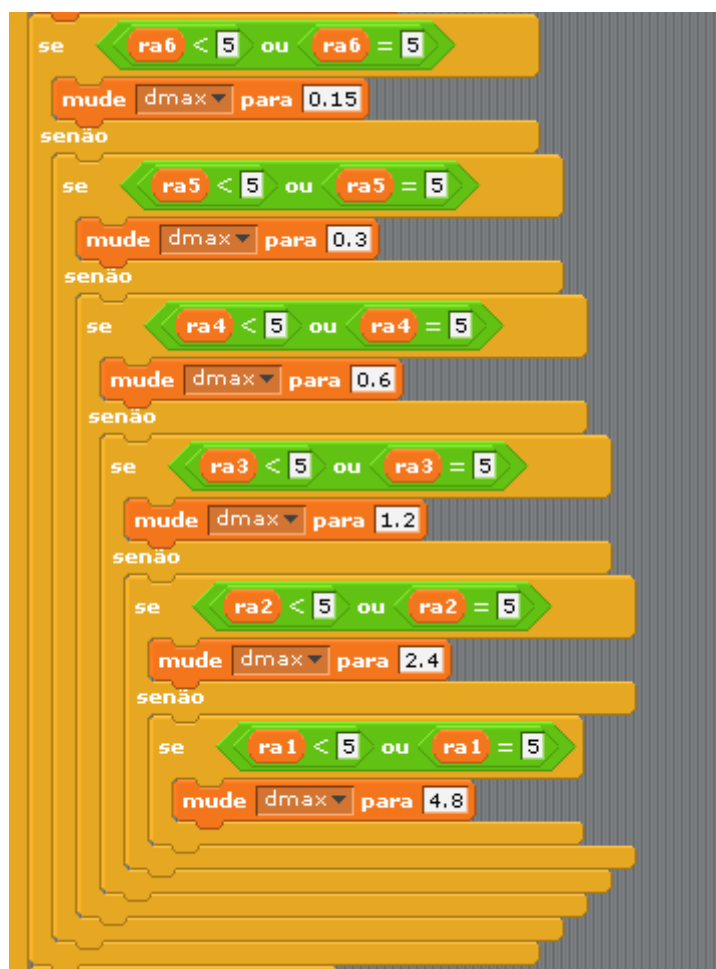 se ra6 < 5 ou ra6 = 5
mude dmax para 0.15
senão
se ra5 < 5 ou ra5 = 5
mude dmax para 0.3
senão
se ra4 < 5 ou ra4 = 5
mude dmax para 0.6
senão
se ra3 < 5 ou ra3 = 5
mude dmax para 1.2
senão
se ra2 < 5 ou ra2 = 5
mude dmax para 2.4
senão
se ra1 < 5 ou ra1 = 5
mude dmax para 4.8